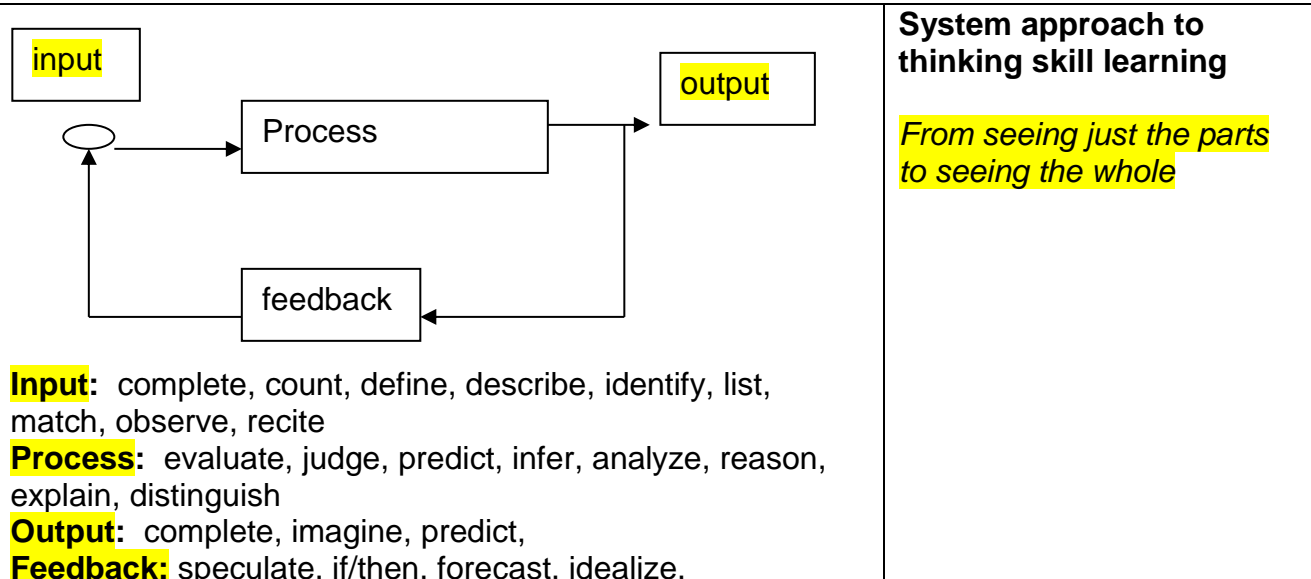 input
output
Process
feedback
Input: complete, count, define, describe, identify, list,
match, observe, recite
Process: evaluate, judge, predict, infer, analyze, reason,
explain, distinguish
Output: complete, imagine, predict,
Feedback: speculate, if/then, forecast, idealize,
System approach to
thinking skill learning
From seeing just the parts
to seeing the whole